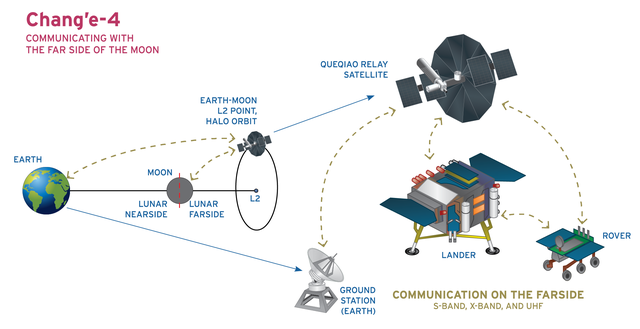 Chang'e-4
COMMUNICATING WITH
THE FAR SIDE OF THE MOON
QUEQIAO RELAY
SATELLITE
EARTH-MOON
L2 POINT,
HALO ORBIT
EARTH
MOON
LUNAR
NEARSIDE
LUNAR
FARSIDE
L2
LANDER
ROVER
GROUND
STATION
(EARTH)
COMMUNICATION ON THE FARSIDE
S-BAND, X-BAND, AND UHF